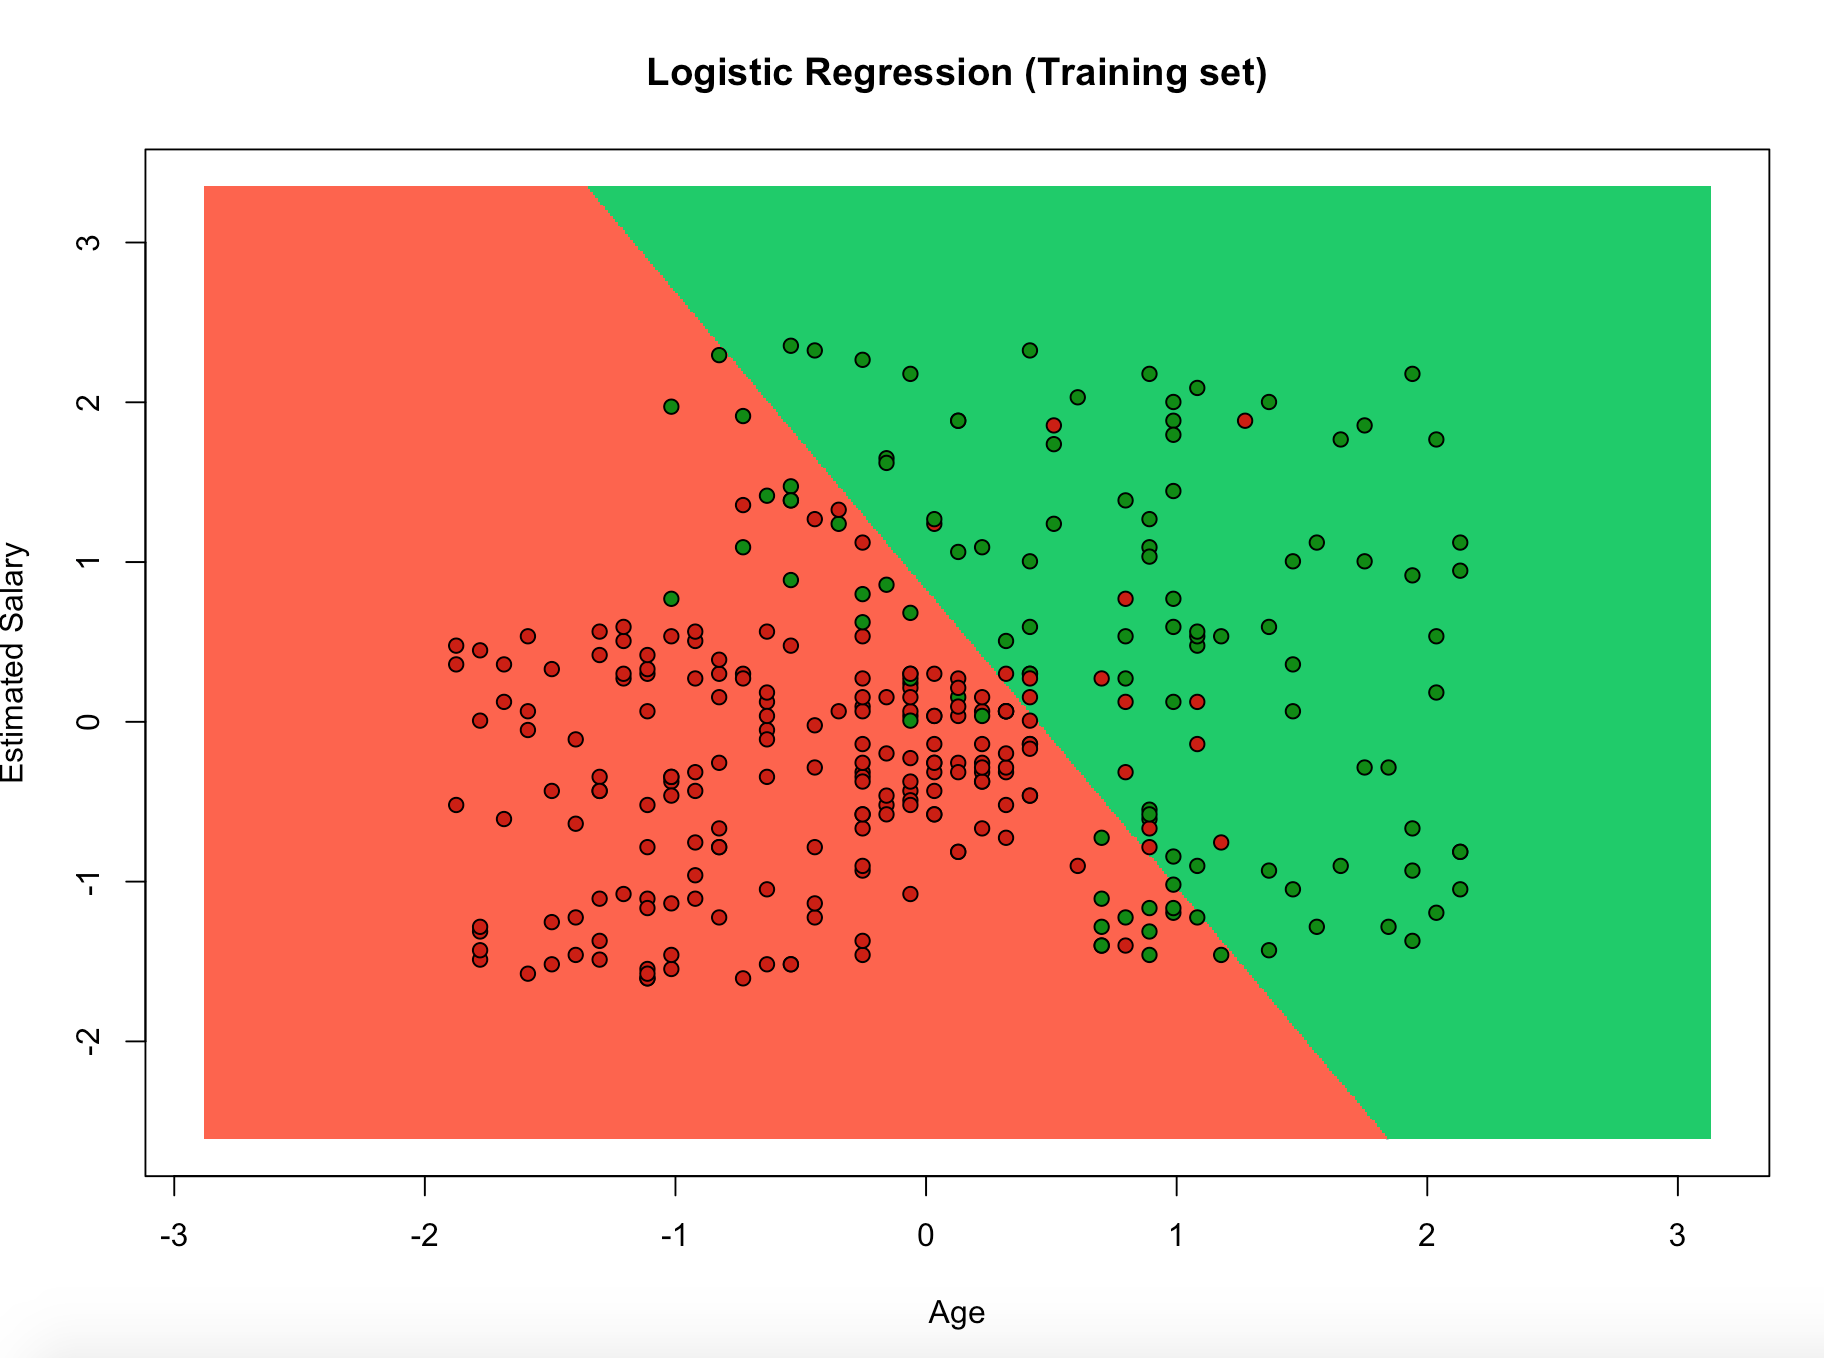 Logistic Regression (Training set)
Estimated Salary
3
2
1
0
-1
-2
-3 -2 -1 0 1 2 3
Age